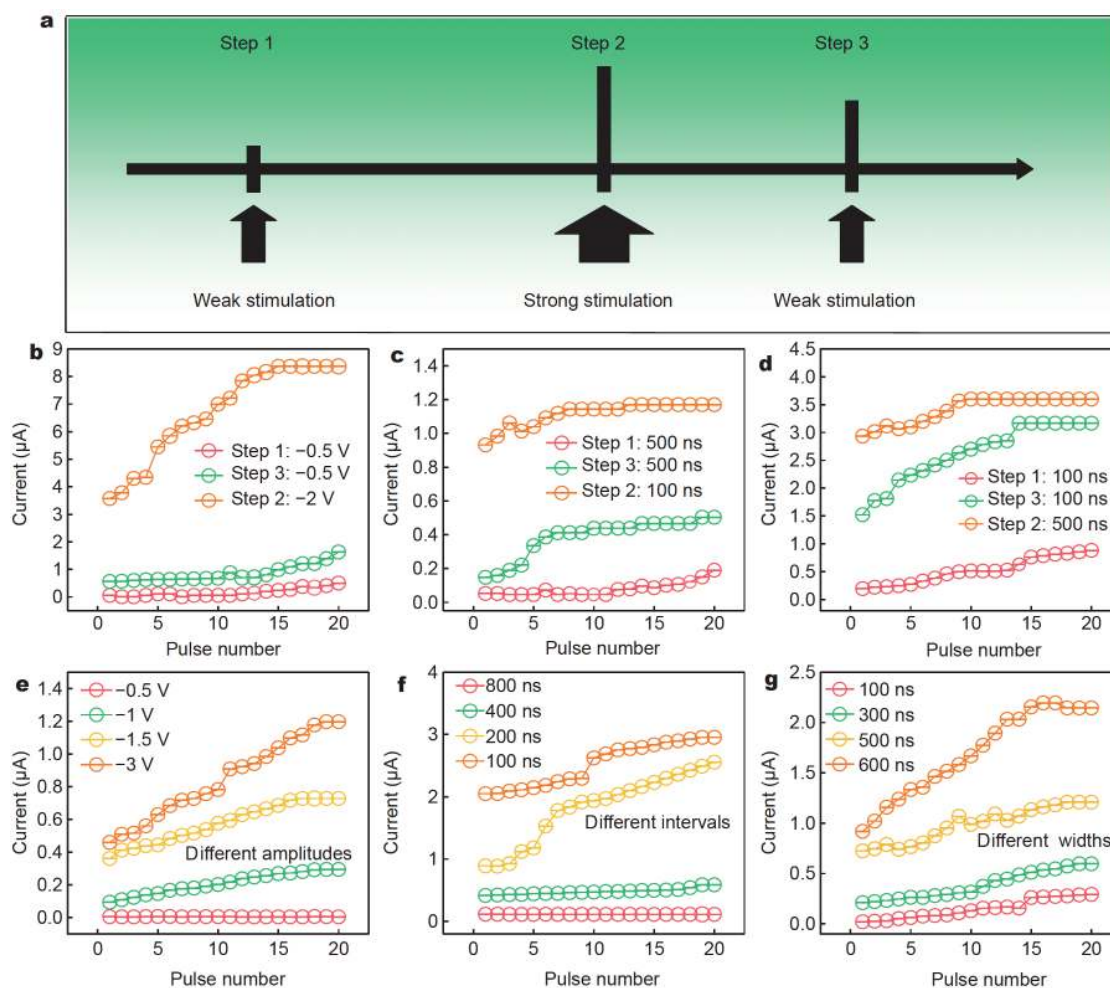 a
Step 1 Step 2 Step 3
Weak stimulation Strong stimulation Weak stimulation
b
9
8
7
6
5
4
3
2
1
0
Current (μA)
Step 1: −0.5 V
Step 3: −0.5 V
Step 2: −2 V
0 5 10 15 20
Pulse number
c
1.4
1.2
1.0
0.8
0.6
0.4
0.2
0.0
Current (μA)
Step 1: 500 ns
Step 3: 500 ns
Step 2: 100 ns
0 5 10 15 20
Pulse number
d
4.5
4.0
3.5
3.0
2.5
2.0
1.5
1.0
0.5
0.0
Current (μA)
Step 1: 100 ns
Step 3: 100 ns
Step 2: 500 ns
0 5 10 15 20
Pulse number
e
1.4
1.2
1.0
0.8
0.6
0.4
0.2
0.0
Current (μA)
−0.5 V
−1 V
−1.5 V
−3 V
Different amplitudes
0 5 10 15 20
Pulse number
f
4
3
2
1
0
Current (μA)
800 ns
400 ns
200 ns
100 ns
Different intervals
0 5 10 15 20
Pulse number
g
2.5
2.0
1.5
1.0
0.5
0.0
Current (μA)
100 ns
300 ns
500 ns
600 ns
Different widths
0 5 10 15 20
Pulse number